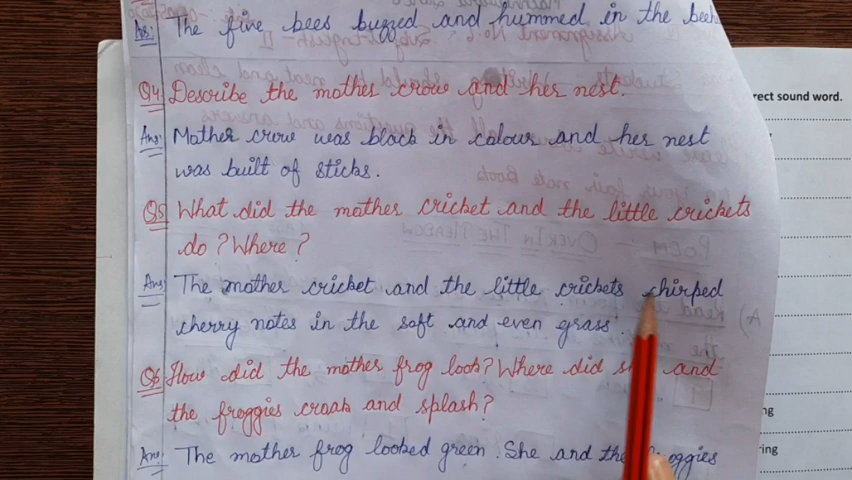 Ans: The five bees buzzed and hummed in the
Q4 Describe the mother crow and her nest.
Ans: Mother crow was black in colour and her nest
was built of sticks.
Q5 What did the mother cricket and the little crickets
do? Where?
Ans: The mother cricket and the little crickets chirped
cherry notes in the soft and even grass.
Q6 How did the mother frog look? Where did and
the froggies croak and splash?
Ans: The mother frog looked green. She and the
rect sound word.
ng
ring